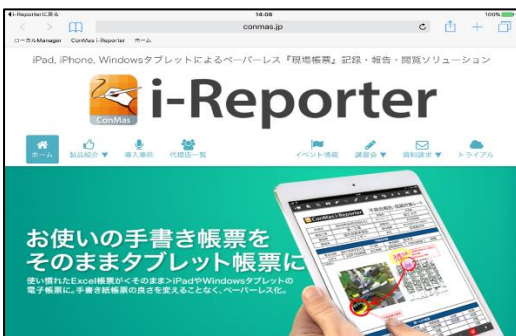 i-Reporterに戻る 14:08 100%
conmas.jp
ローカルManager ConMas i-Reporter ホーム
iPad, iPhone, Windowsタブレットによるペーパーレス『現場帳票』記録・報告・閲覧ソリューション
ConMas
i-Reporter
ホーム 製品紹介▼ 導入事例 代理店一覧 イベント情報 講習会▼ 資料請求▼ トライアル
お使いの手書き帳票を
そのままタブレット帳票に
使い慣れたExcel帳票が<そのまま>iPadやWindowsタブレットの
電子帳票に。手書き紙帳票の良さを変えることなく、ペーパーレス化。
ConMas i-Reporter